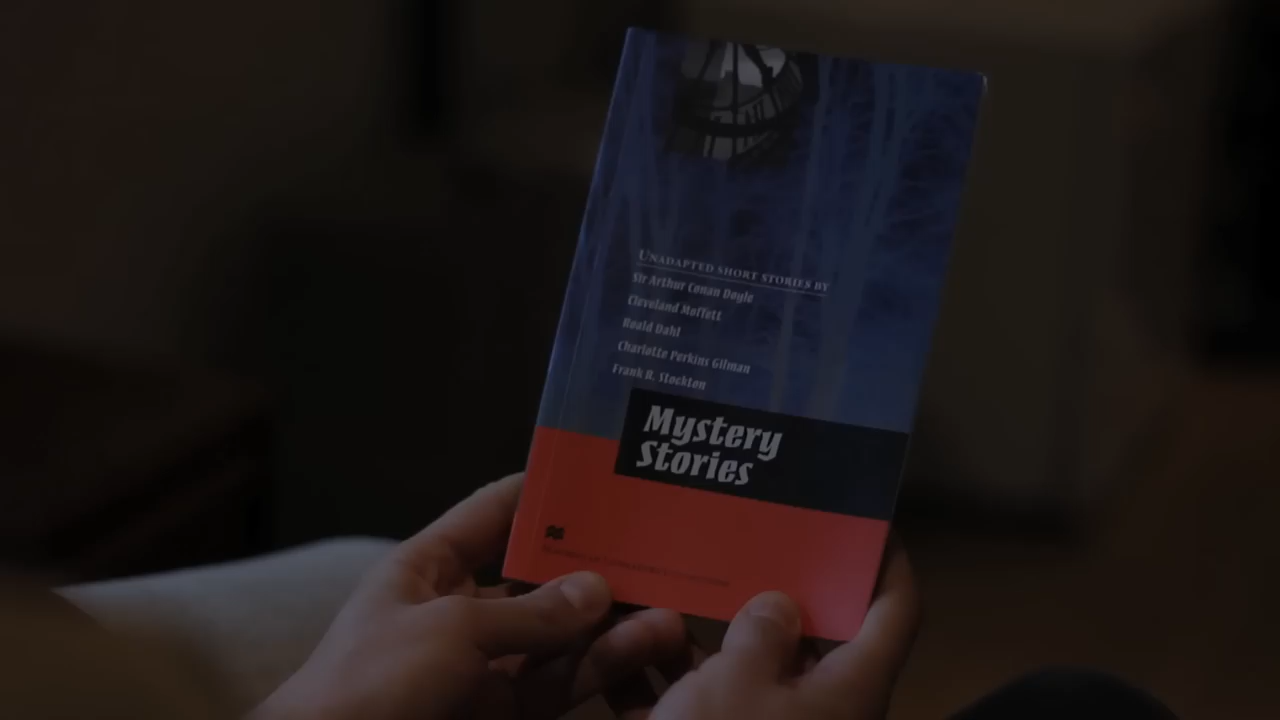 UNADAPTED SHORT STORIES BY
Sir Arthur Conan Doyle
Cleveland Moffett
Roald Dahl
Charlotte Perkins Gilman
Frank R. Stockton
Mystery
Stories